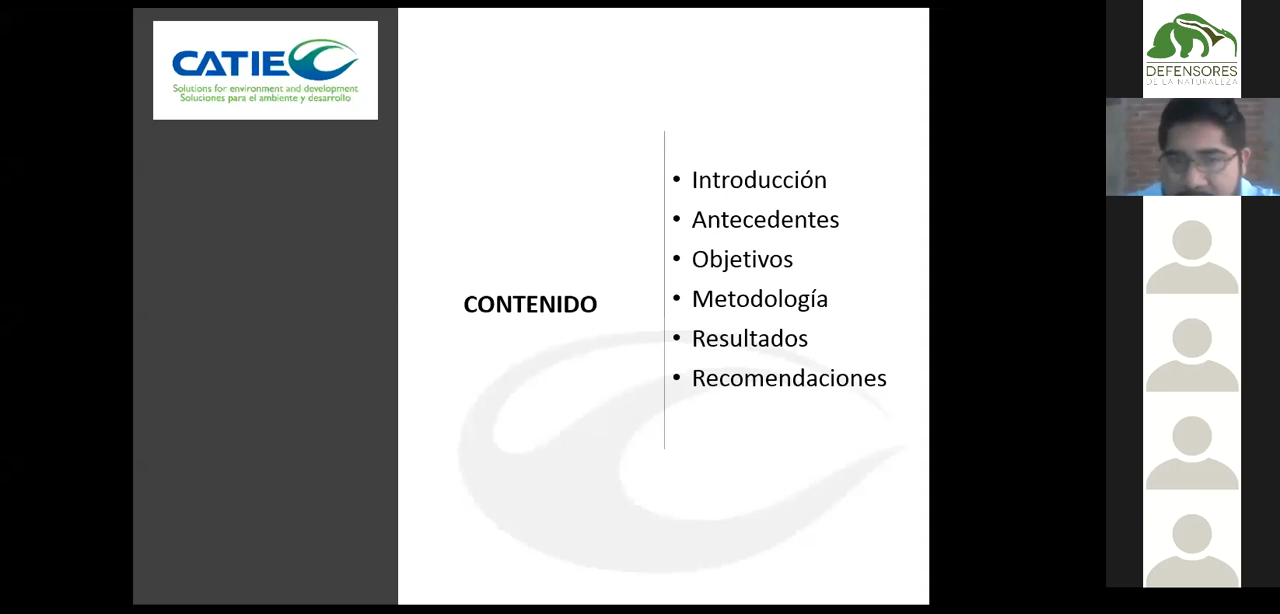 CATIE
Solutions for environment and development
Soluciones para el ambiente y desarrollo
CONTENIDO
• Introducción
• Antecedentes
• Objetivos
• Metodología
• Resultados
• Recomendaciones
DEFENSORES
DE LA NATURALEZA